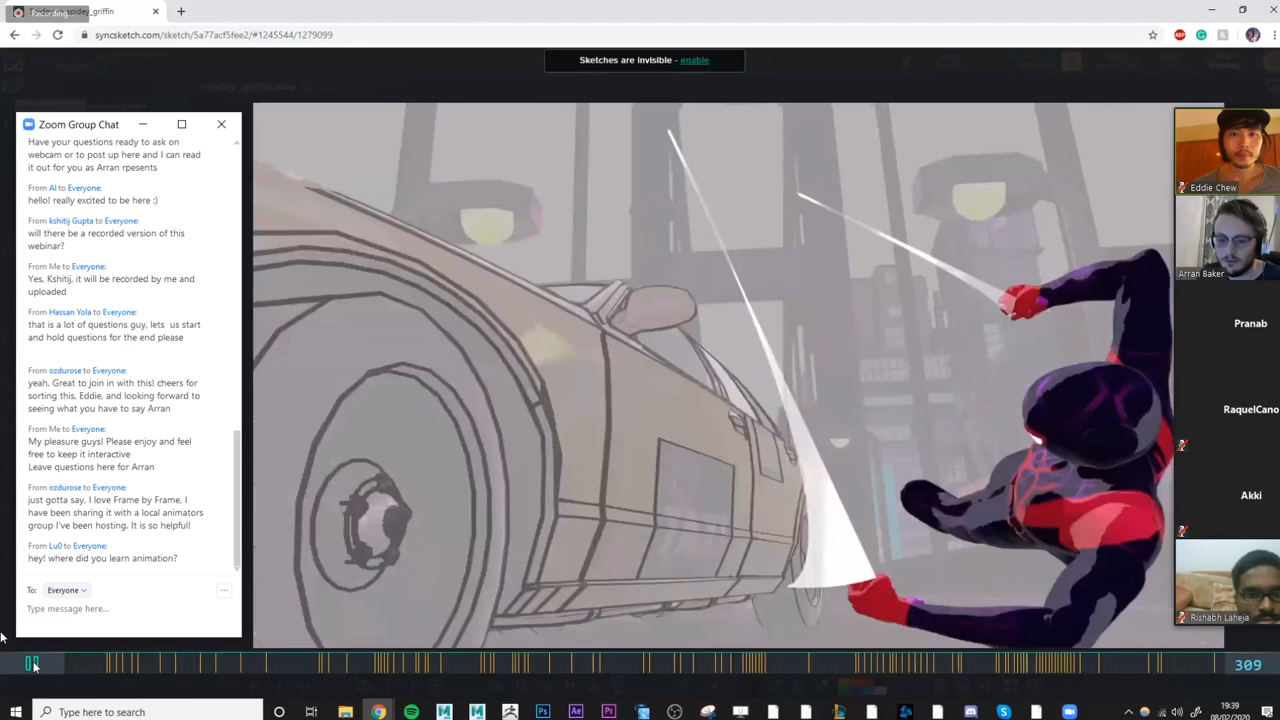 Recording...
spidey_griffin
syncsketch.com/sketch/5a77acf5fee2/#1245544/1279099
ABP
Sketches are invisible - enable
Zoom Group Chat
Have your questions ready to ask on
webcam or to post up here and I can read
it out for you as Arran rpesents
From Al to Everyone:
hello! really excited to be here :)
From kshitij Gupta to Everyone:
will there be a recorded version of this
webinar?
From Me to Everyone:
Yes, Kshitij, it will be recorded by me and
uploaded
From Hassan Yola to Everyone:
that is a lot of questions guy, lets us start
and hold questions for the end please
From ozdurose to Everyone:
yeah, Great to join in with this! cheers for
sorting this, Eddie, and looking forward to
seeing what you have to say Arran
From Me to Everyone:
My pleasure guys! Please enjoy and feel
free to keep it interactive
Leave questions here for Arran
From ozdurose to Everyone:
just gotta say, I love Frame by Frame, I
have been sharing it with a local animators
group I've been hosting. It is so helpful!
From Lu0 to Everyone:
hey! where did you learn animation?
To: Everyone
Type message here...
Eddie Chew
Arran Baker
Pranab
RaquelCano
Akki
Rishabh Laheja
309
Type here to search
Ps
Ae
Pr
19:39
08/02/2020